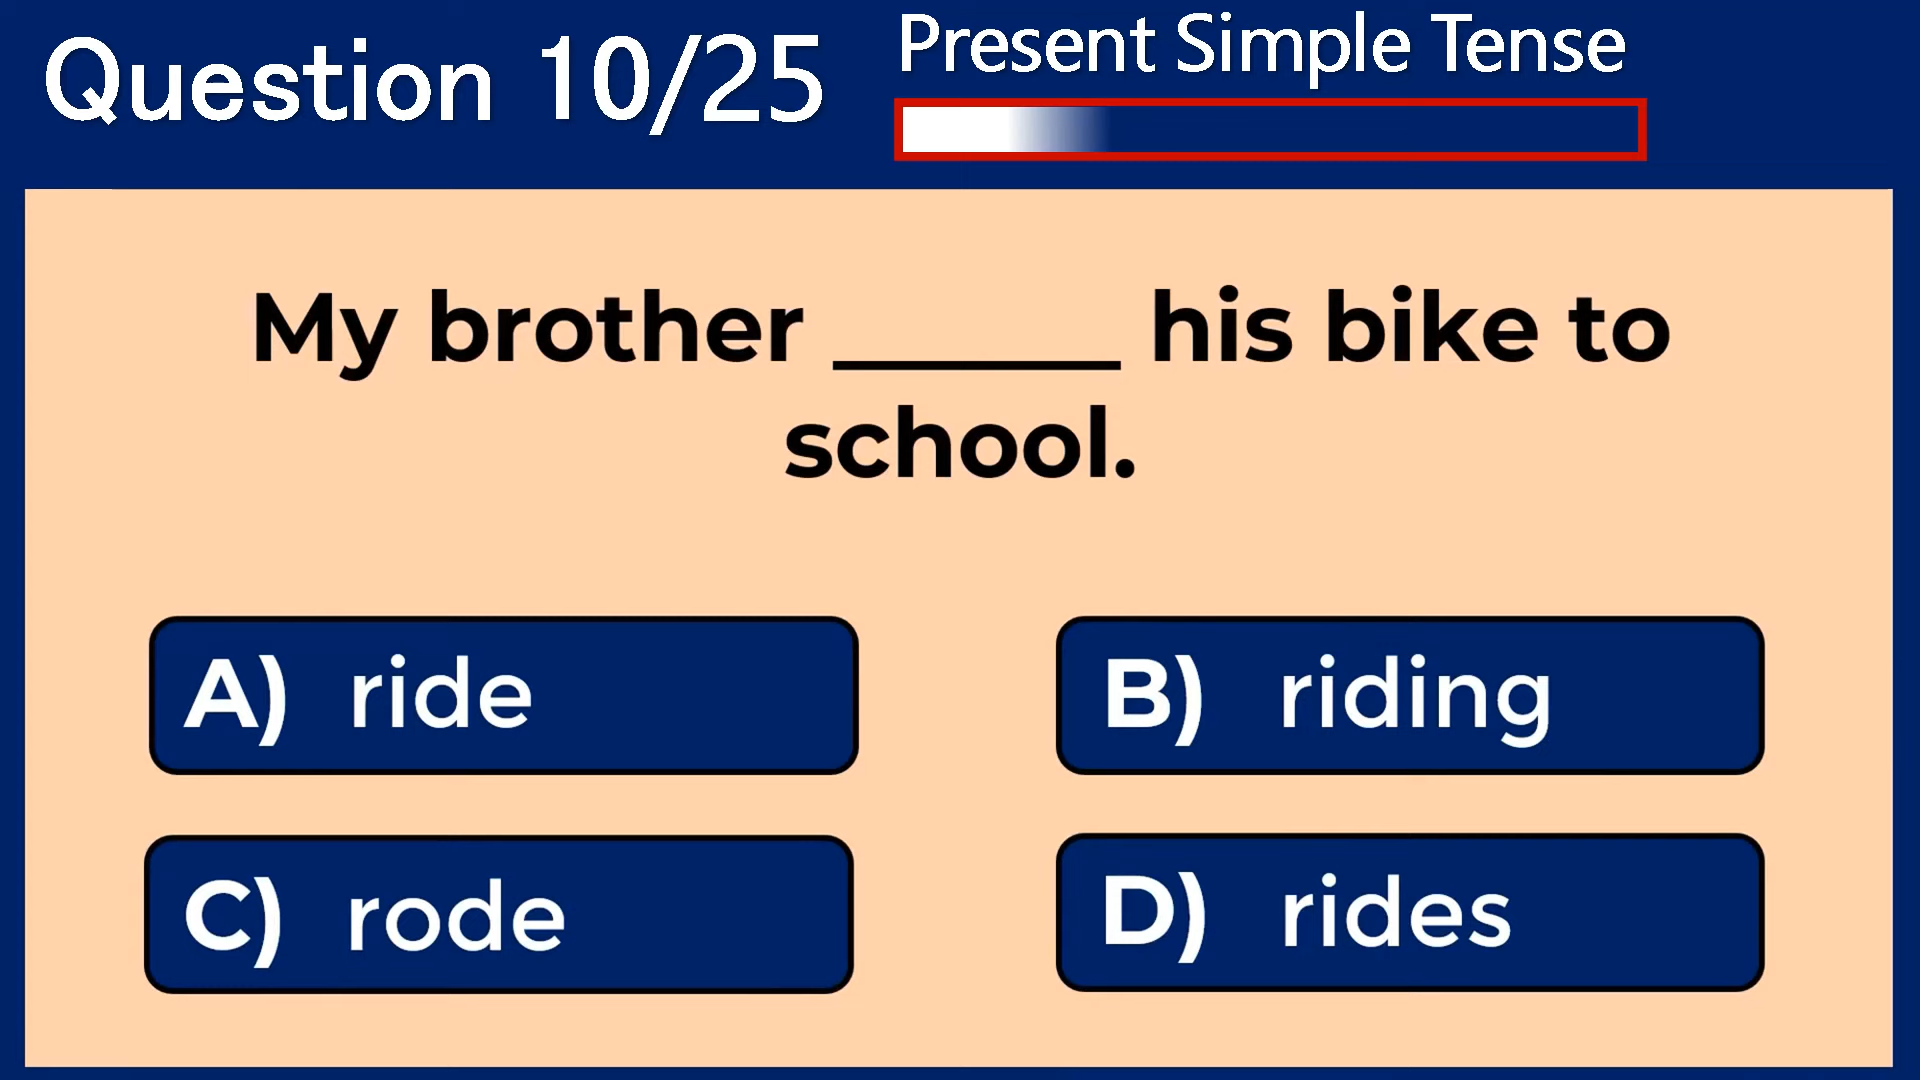 Question 10/25
Present Simple Tense
My brother ______ his bike to
school.
A) ride
B) riding
C) rode
D) rides